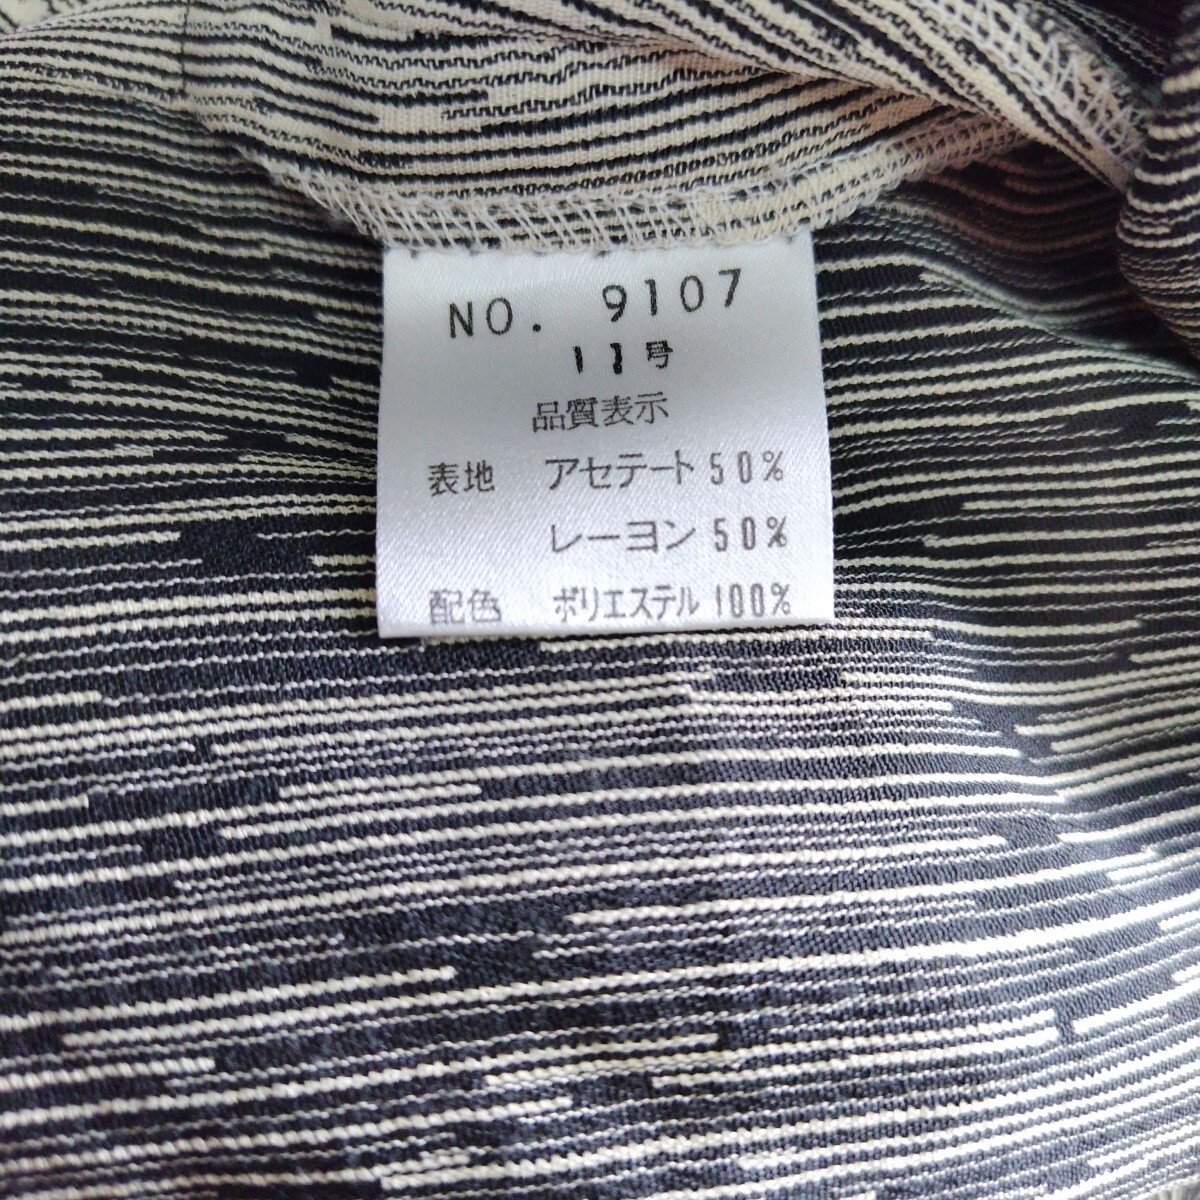 NO. 9107
11号
品質表示
表地 アセテート50%
レーヨン50%
配色 ポリエステル100%